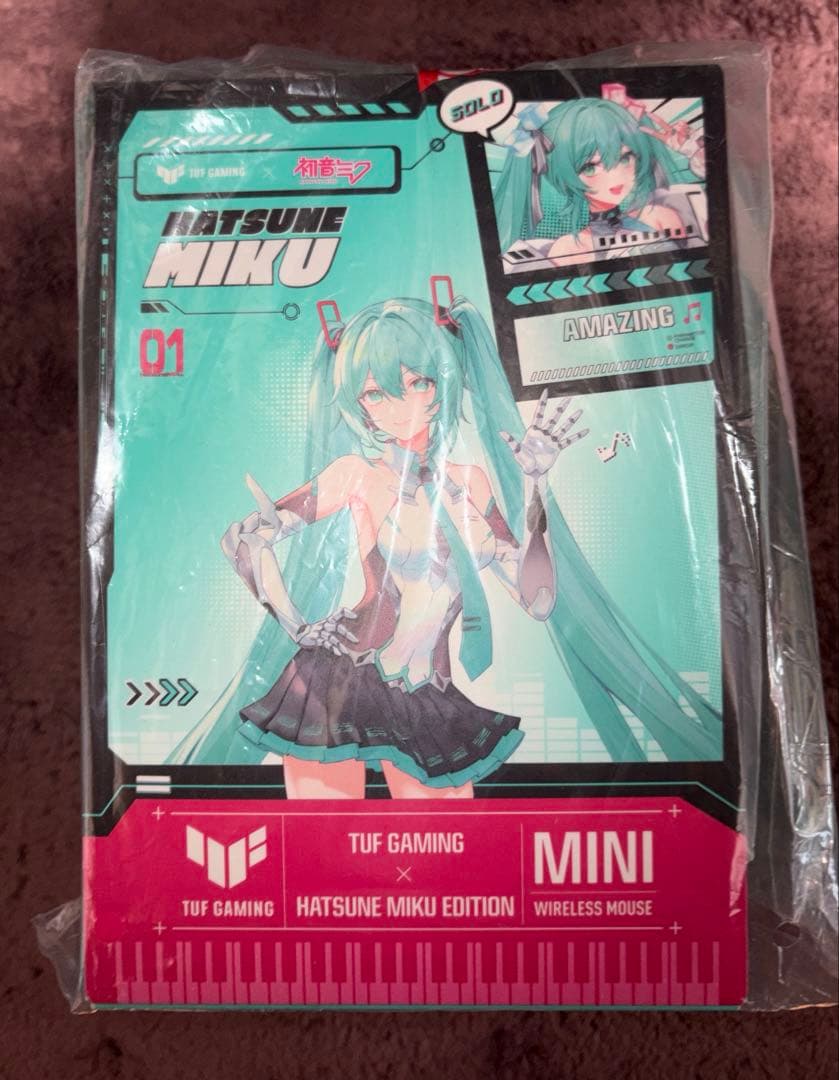 SOLO
TUF GAMING × 初音ミク
HATSUNE
MIKU
01
AMAZING
TUF GAMING
TUF GAMING
×
HATSUNE MIKU EDITION
MINI
WIRELESS MOUSE